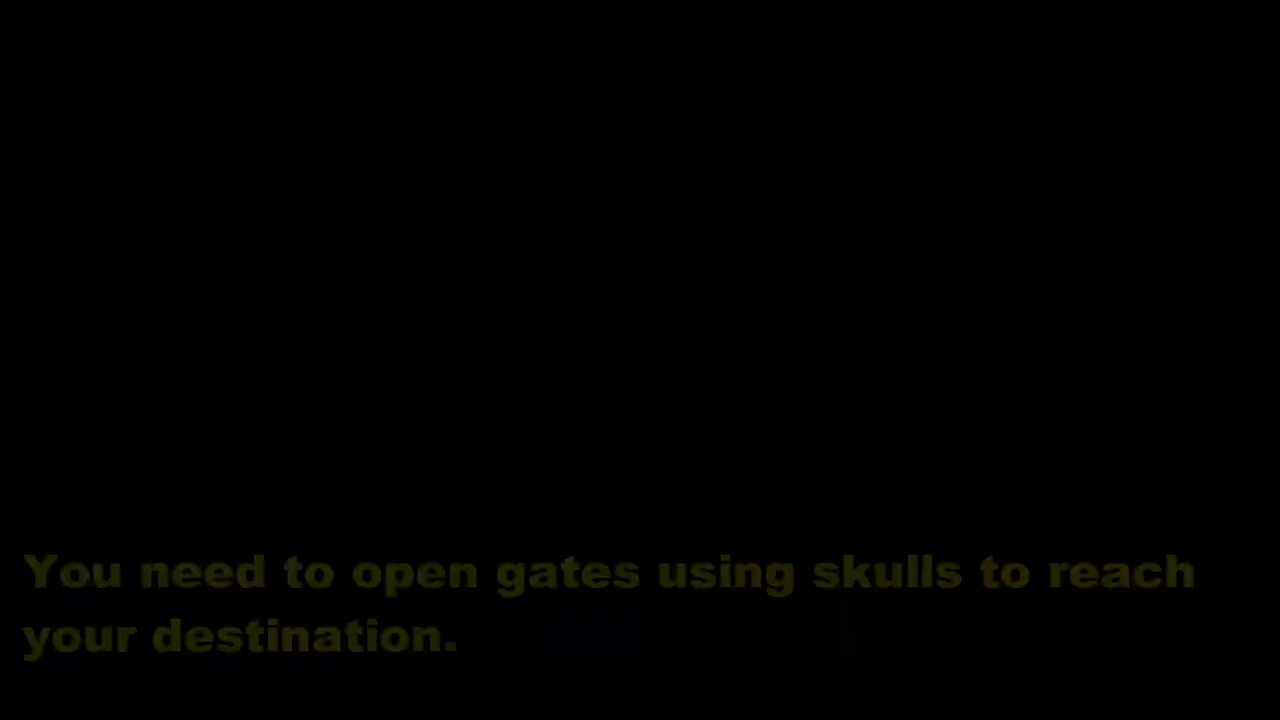 You need to open gates using skulls to reach
your destination.